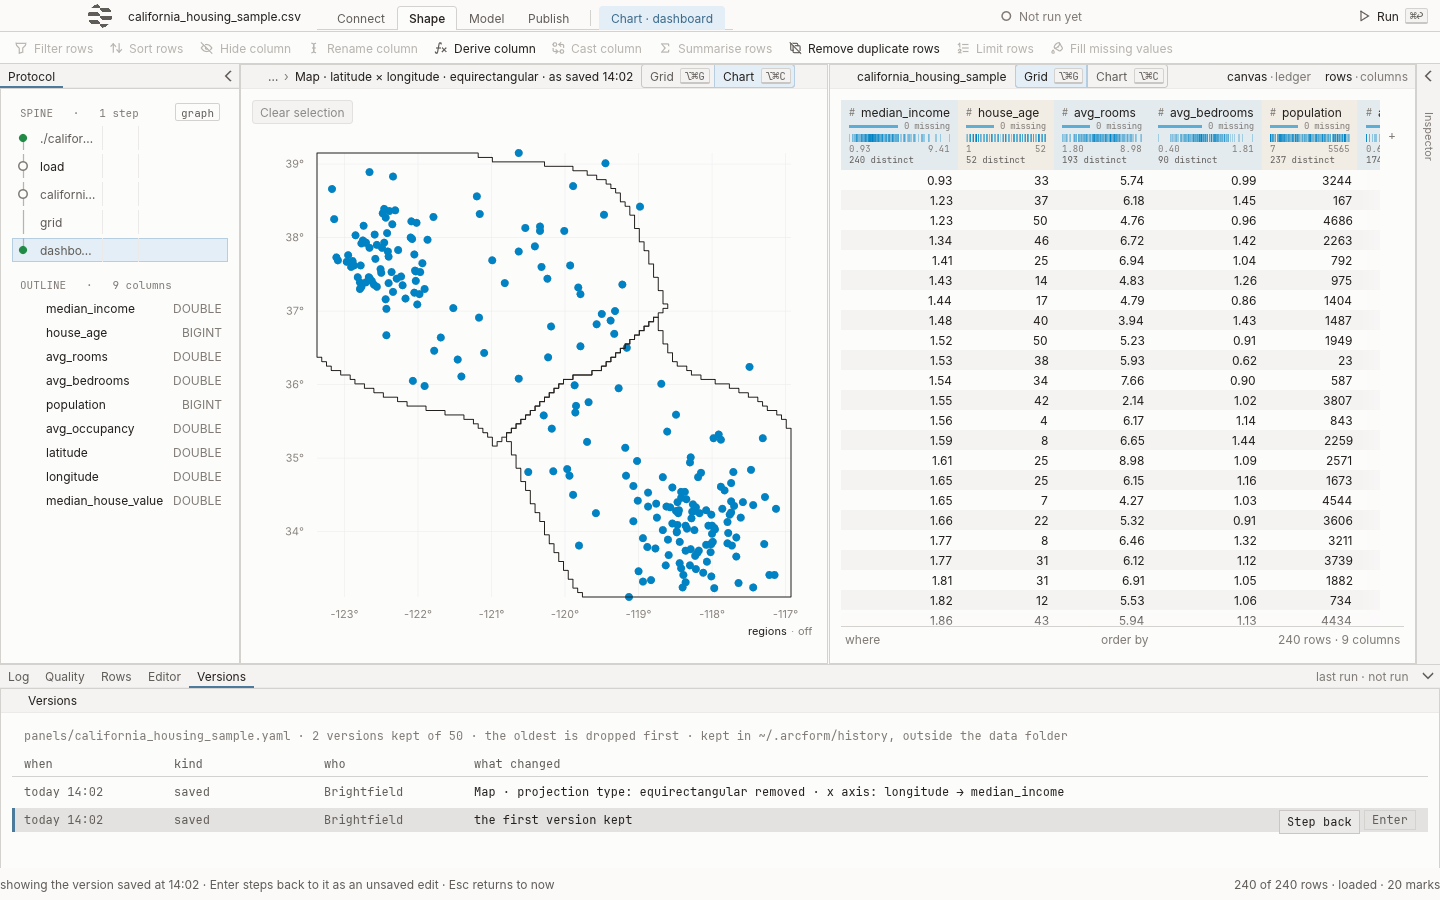 california_housing_sample.csv
Connect
Shape
Model
Publish
Chart · dashboard
Not run yet
Run
Filter rows
Sort rows
Hide column
Rename column
Derive column
Cast column
Summarise rows
Remove duplicate rows
Limit rows
Fill missing values
Protocol
SPINE · 1 step
graph
./califor...
load
californi...
grid
dashbo...
OUTLINE · 9 columns
median_income DOUBLE
house_age BIGINT
avg_rooms DOUBLE
avg_bedrooms DOUBLE
population BIGINT
avg_occupancy DOUBLE
latitude DOUBLE
longitude DOUBLE
median_house_value DOUBLE
... › Map · latitude × longitude · equirectangular · as saved 14:02
Grid ⌥⌘G
Chart ⌥⌘C
Clear selection
39°
38°
37°
36°
35°
34°
-123° -122° -121° -120° -119° -118° -117°
regions · off
california_housing_sample
Grid ⌥⌘G
Chart ⌥⌘C
canvas · ledger
rows · columns
# median_income # house_age # avg_rooms # avg_bedrooms # population #
0 missing 0 missing 0 missing 0 missing 0 missing
0.93 9.41 1 52 1.80 8.98 0.40 1.81 7 5565
240 distinct 52 distinct 193 distinct 90 distinct 237 distinct 174
+
0.93 33 5.74 0.99 3244
1.23 37 6.18 1.45 167
1.23 50 4.76 0.96 4686
1.34 46 6.72 1.42 2263
1.41 25 6.94 1.04 792
1.43 14 4.83 1.26 975
1.44 17 4.79 0.86 1404
1.48 40 3.94 1.43 1487
1.52 50 5.23 0.91 1949
1.53 38 5.93 0.62 23
1.54 34 7.66 0.90 587
1.55 42 2.14 1.02 3807
1.56 4 6.17 1.14 843
1.59 8 6.65 1.44 2259
1.61 25 8.98 1.09 2571
1.65 25 6.15 1.16 1673
1.65 7 4.27 1.03 4544
1.66 22 5.32 0.91 3606
1.77 8 6.46 1.32 3211
1.77 31 6.12 1.12 3739
1.81 31 6.91 1.05 1882
1.82 12 5.53 1.06 734
1.86 43 5.94 1.13 4434
where
order by
240 rows · 9 columns
Inspector
Log
Quality
Rows
Editor
Versions
last run · not run
Versions
panels/california_housing_sample.yaml · 2 versions kept of 50 · the oldest is dropped first · kept in ~/.arcform/history, outside the data folder
when kind who what changed
today 14:02 saved Brightfield Map · projection type: equirectangular removed · x axis: longitude → median_income
today 14:02 saved Brightfield the first version kept
Step back
Enter
showing the version saved at 14:02 · Enter steps back to it as an unsaved edit · Esc returns to now
240 of 240 rows · loaded · 20 marks